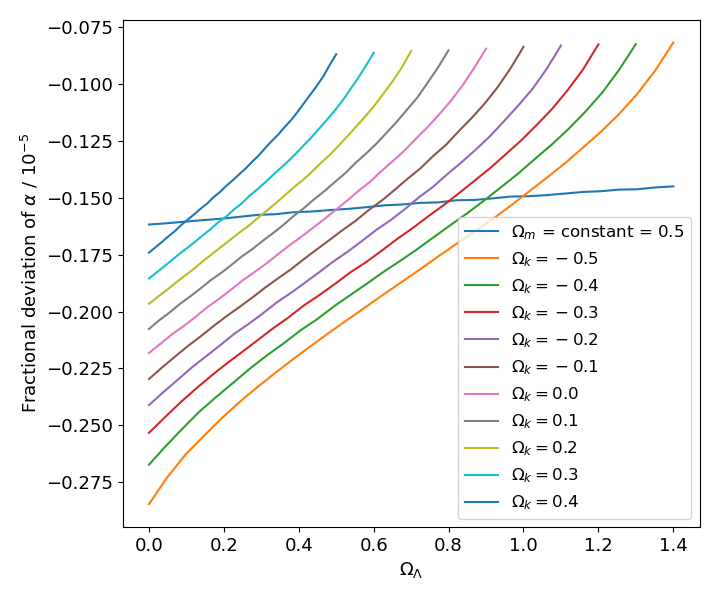 Fractional deviation of α / 10⁻⁵
−0.075
−0.100
−0.125
−0.150
−0.175
−0.200
−0.225
−0.250
−0.275
Ωₘ = constant = 0.5
Ωₖ = −0.5
Ωₖ = −0.4
Ωₖ = −0.3
Ωₖ = −0.2
Ωₖ = −0.1
Ωₖ = 0.0
Ωₖ = 0.1
Ωₖ = 0.2
Ωₖ = 0.3
Ωₖ = 0.4
0.0 0.2 0.4 0.6 0.8 1.0 1.2 1.4
Ω_Λ